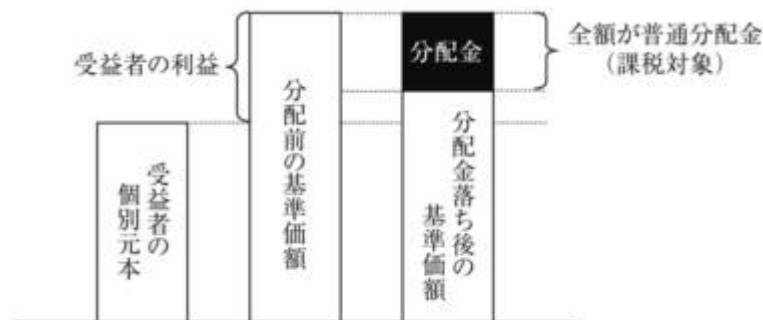 受益者の利益
受益者の
個別元本
分配前の基準価額
分配金
分配金落ち後の
基準価額
全額が普通分配金
（課税対象）